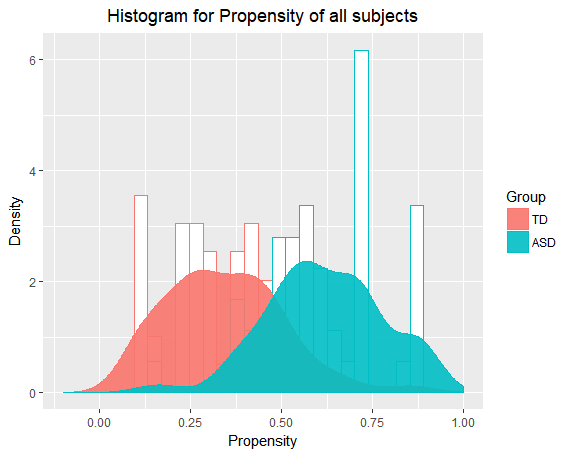 Histogram for Propensity of all subjects
Density
6
4
2
0
0.00 0.25 0.50 0.75 1.00
Propensity
Group
TD
ASD